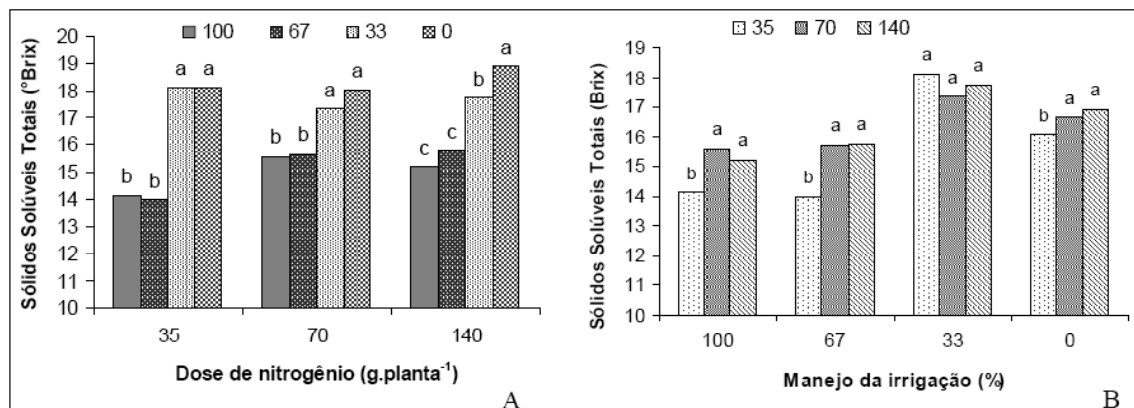 A
100 67 33 0
Sólidos Solúveis Totais (°Brix)
20
19
18
17
16
15
14
13
12
11
10
b b a a
b b a a
c c b a
35 70 140
Dose de nitrogênio (g.planta-1)
A
B
35 70 140
Sólidos Solúveis Totais (Brix)
19
18
17
16
15
14
13
12
11
10
b a a
b a a
a a a
b a a
100 67 33 0
Manejo da irrigação (%)
B